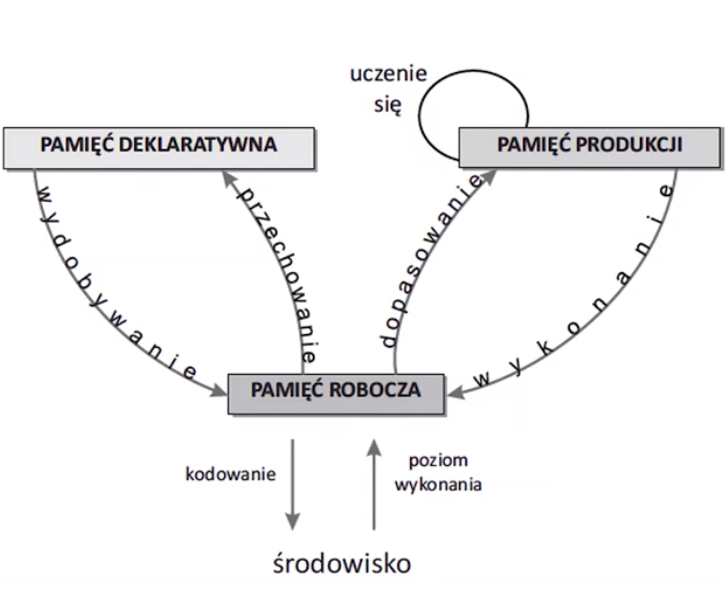 uczenie
się
PAMIĘĆ DEKLARATYWNA
PAMIĘĆ PRODUKCJI
wydobywanie
przechowanie
dopasowanie
wykonanie
PAMIĘĆ ROBOCZA
kodowanie
poziom
wykonania
środowisko